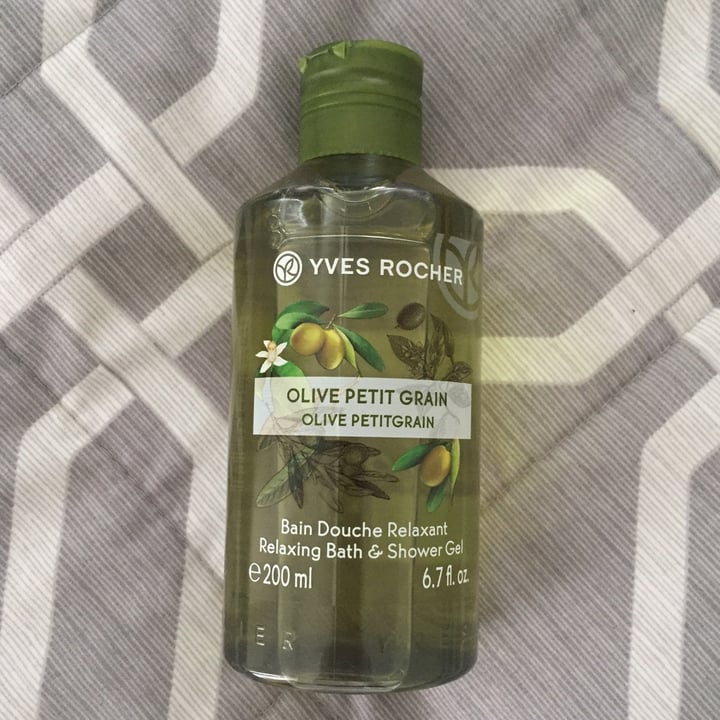 YVES ROCHER
OLIVE PETIT GRAIN
OLIVE PETITGRAIN
Bain Douche Relaxant
Relaxing Bath & Shower Gel
℮ 200 ml 6.7 fl. oz.
E R